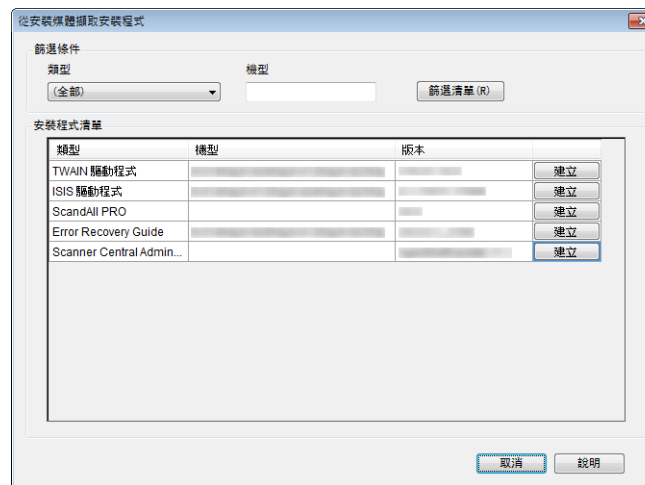 從安裝媒體擷取安裝程式
篩選條件
類型 機型
(全部) 篩選清單(R)
安裝程式清單
類型 機型 版本
TWAIN 驅動程式 建立
ISIS 驅動程式 建立
ScandAll PRO 建立
Error Recovery Guide 建立
Scanner Central Admin... 建立
取消 說明